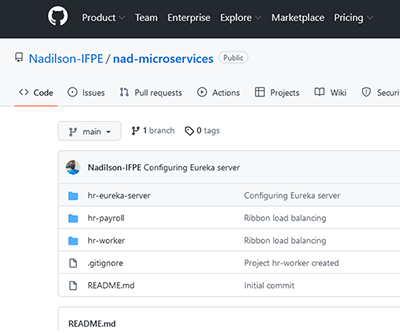 Product Team Enterprise Explore Marketplace Pricing
Nadilson-IFPE / nad-microservices Public
Code Issues Pull requests Actions Projects Wiki
main 1 branch 0 tags
Nadilson-IFPE Configuring Eureka server
hr-eureka-server Configuring Eureka server
hr-payroll Ribbon load balancing
hr-worker Ribbon load balancing
.gitignore Project hr-worker created
README.md Initial commit
README.md